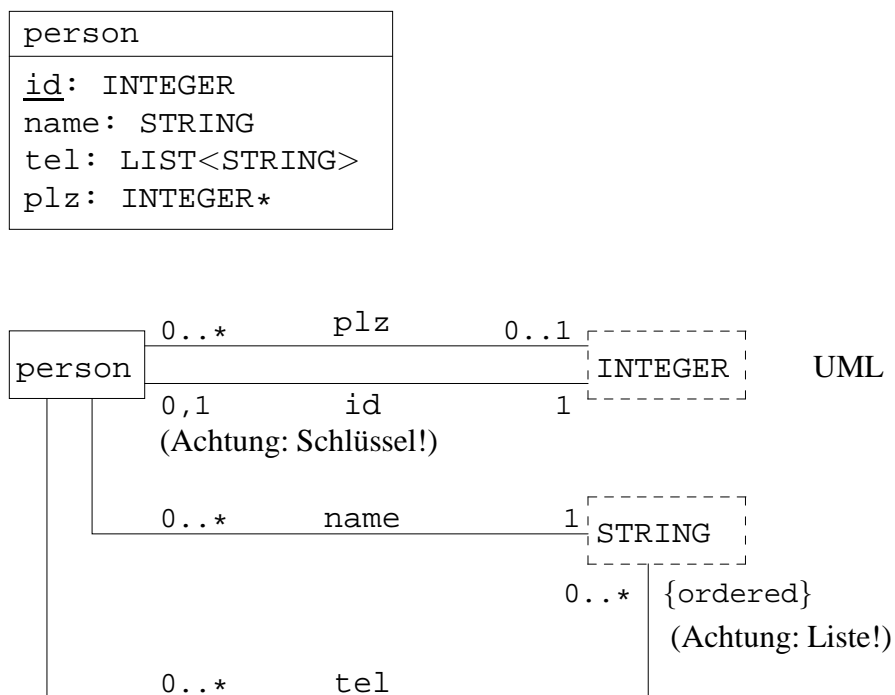 person
id: INTEGER
name: STRING
tel: LIST<STRING>
plz: INTEGER*
0..* plz 0..1
person INTEGER UML
0,1 id 1
(Achtung: Schlüssel!)
0..* name 1
STRING
0..* {ordered}
(Achtung: Liste!)
0..* tel